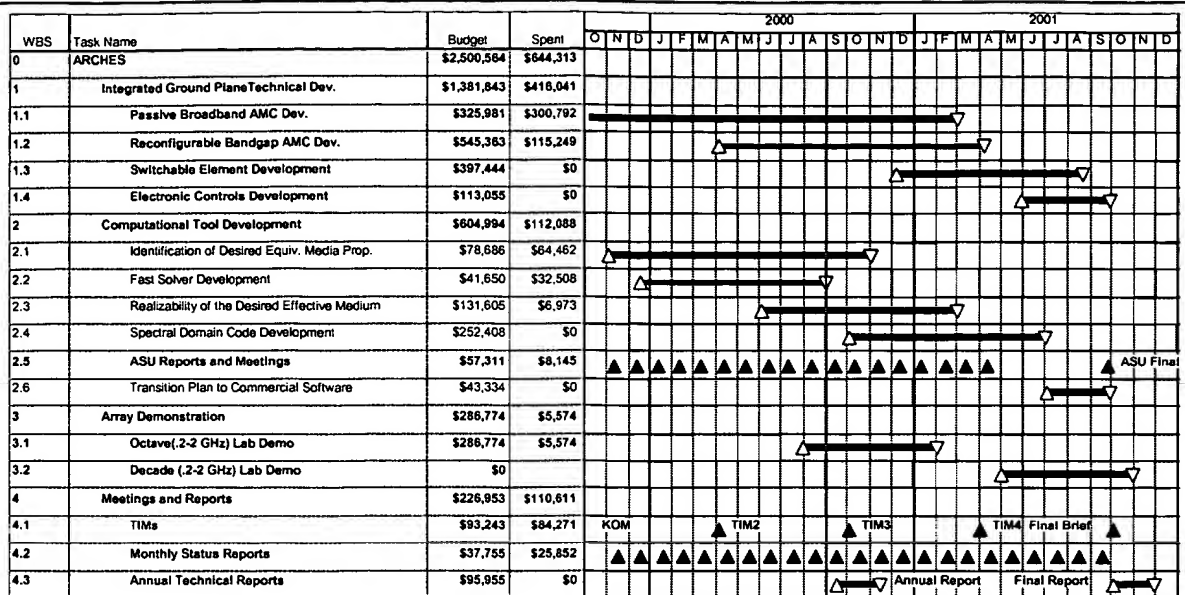 2000 2001
WBS Task Name Budget Spent O N D J F M A M J J A S O N D J F M A M J J A S O N D
0 ARCHES $2,500,564 $644,313
1 Integrated Ground PlaneTechnical Dev. $1,381,843 $416,041
1.1 Passive Broadband AMC Dev. $325,981 $300,792
1.2 Reconfigurable Bandgap AMC Dev. $545,363 $115,249
1.3 Switchable Element Development $397,444 $0
1.4 Electronic Controls Development $113,055 $0
2 Computational Tool Development $604,994 $112,088
2.1 Identification of Desired Equiv. Media Prop. $78,686 $64,462
2.2 Fast Solver Development $41,650 $32,508
2.3 Realizability of the Desired Effective Medium $131,605 $6,973
2.4 Spectral Domain Code Development $252,408 $0
2.5 ASU Reports and Meetings $57,311 $8,145 ASU Final
2.6 Transition Plan to Commercial Software $43,334 $0
3 Array Demonstration $286,774 $5,574
3.1 Octave(.2-2 GHz) Lab Demo $286,774 $5,574
3.2 Decade (.2-2 GHz) Lab Demo $0
4 Meetings and Reports $226,953 $110,611
4.1 TIMs $93,243 $84,271 KOM TIM2 TIM3 TIM4 Final Brief
4.2 Monthly Status Reports $37,755 $25,852
4.3 Annual Technical Reports $95,955 $0 Annual Report Final Report